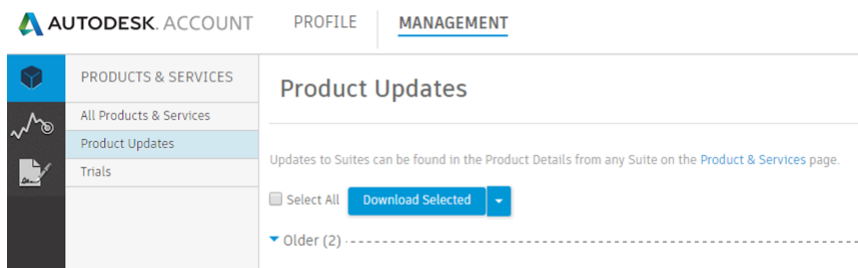 AUTODESK. ACCOUNT PROFILE MANAGEMENT
PRODUCTS & SERVICES
All Products & Services
Product Updates
Trials
Product Updates
Updates to Suites can be found in the Product Details from any Suite on the Product & Services page.
Select All Download Selected
Older (2)